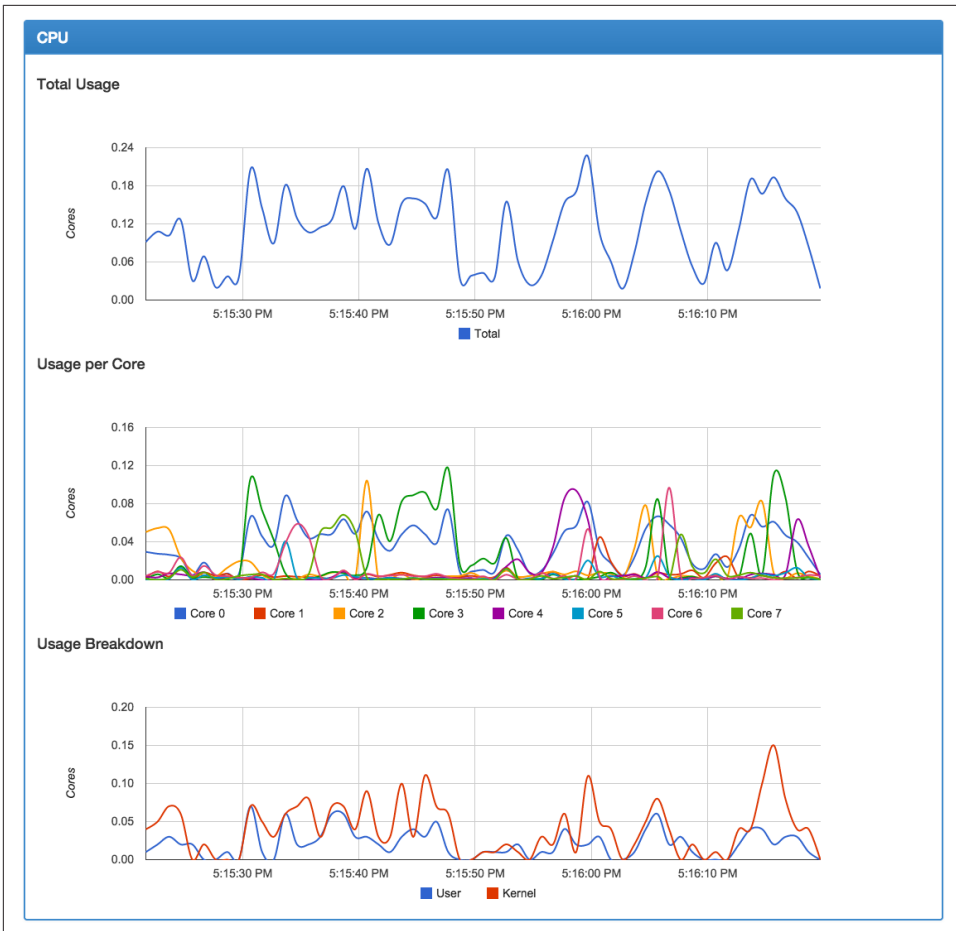 CPU
Total Usage
0.24
0.18
0.12
0.06
0.00
Cores
5:15:30 PM 5:15:40 PM 5:15:50 PM 5:16:00 PM 5:16:10 PM
Total
Usage per Core
0.16
0.12
0.08
0.04
0.00
Cores
5:15:30 PM 5:15:40 PM 5:15:50 PM 5:16:00 PM 5:16:10 PM
Core 0 Core 1 Core 2 Core 3 Core 4 Core 5 Core 6 Core 7
Usage Breakdown
0.20
0.15
0.10
0.05
0.00
Cores
5:15:30 PM 5:15:40 PM 5:15:50 PM 5:16:00 PM 5:16:10 PM
User Kernel